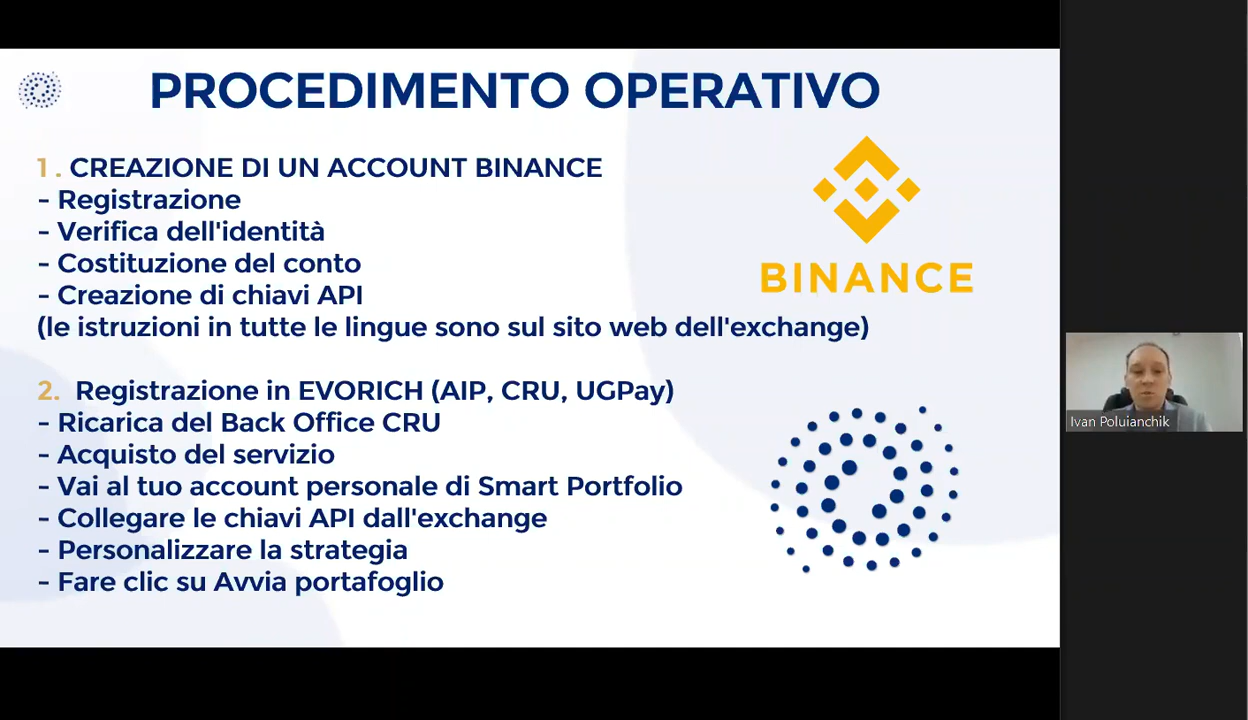 PROCEDIMENTO OPERATIVO
1. CREAZIONE DI UN ACCOUNT BINANCE
- Registrazione
- Verifica dell'identità
- Costituzione del conto
- Creazione di chiavi API
(le istruzioni in tutte le lingue sono sul sito web dell'exchange)
BINANCE
2. Registrazione in EVORICH (AIP, CRU, UGPay)
- Ricarica del Back Office CRU
- Acquisto del servizio
- Vai al tuo account personale di Smart Portfolio
- Collegare le chiavi API dall'exchange
- Personalizzare la strategia
- Fare clic su Avvia portafoglio
Ivan Poluianchik